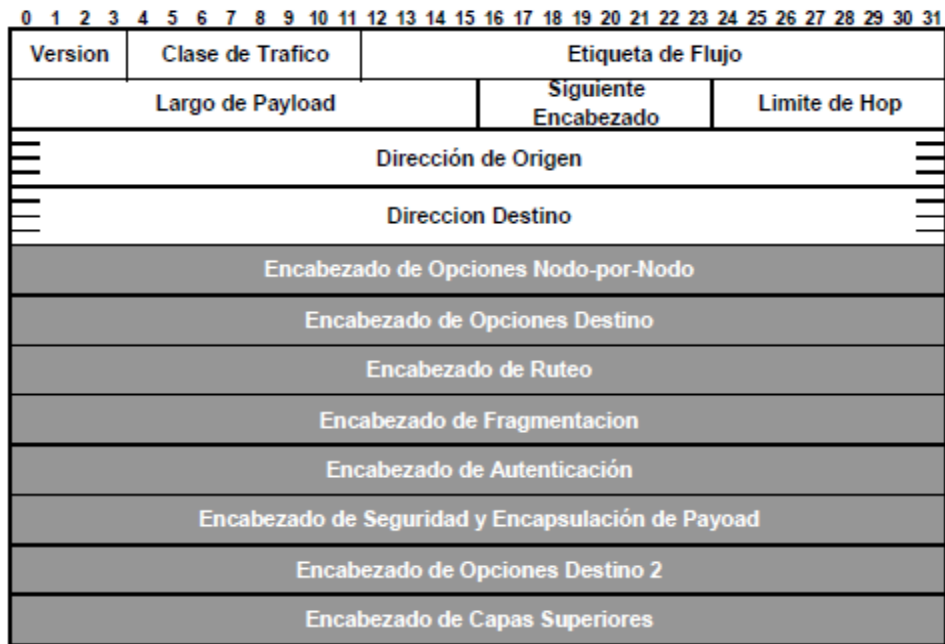 0 1 2 3 4 5 6 7 8 9 10 11 12 13 14 15 16 17 18 19 20 21 22 23 24 25 26 27 28 29 30 31
Version Clase de Trafico Etiqueta de Flujo
Largo de Payload Siguiente Encabezado Limite de Hop
Dirección de Origen
Direccion Destino
Encabezado de Opciones Nodo-por-Nodo
Encabezado de Opciones Destino
Encabezado de Ruteo
Encabezado de Fragmentacion
Encabezado de Autenticación
Encabezado de Seguridad y Encapsulación de Payoad
Encabezado de Opciones Destino 2
Encabezado de Capas Superiores